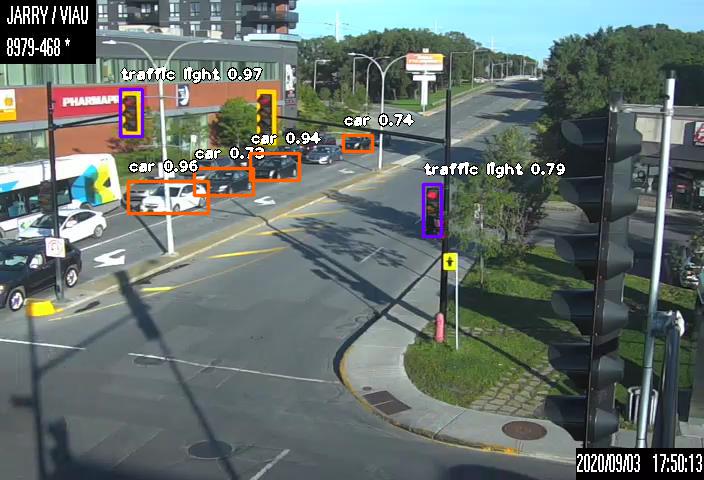 JARRY / VIAU
8979-468 *
traffic light 0.97
PHARMAP
car 0.74
car 0.94
car 0.73
car 0.96
traffic light 0.79
2020/09/03 17:50:13